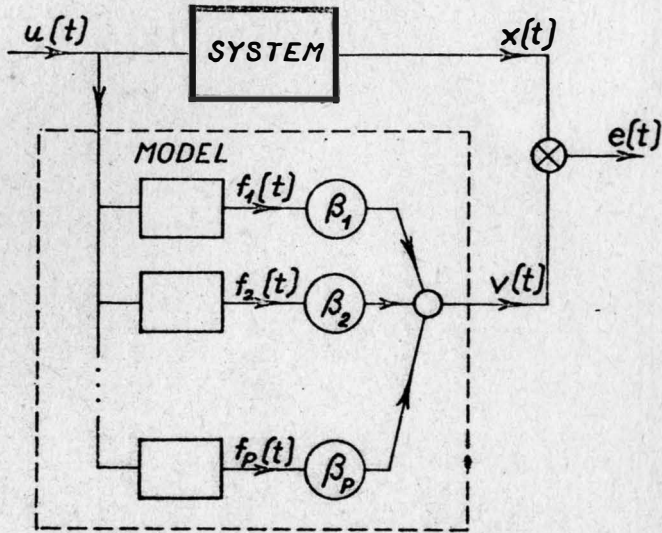 u(t)
SYSTEM
x(t)
e(t)
MODEL
f₁(t)
β₁
f₂(t)
β₂
v(t)
fₚ(t)
βₚ